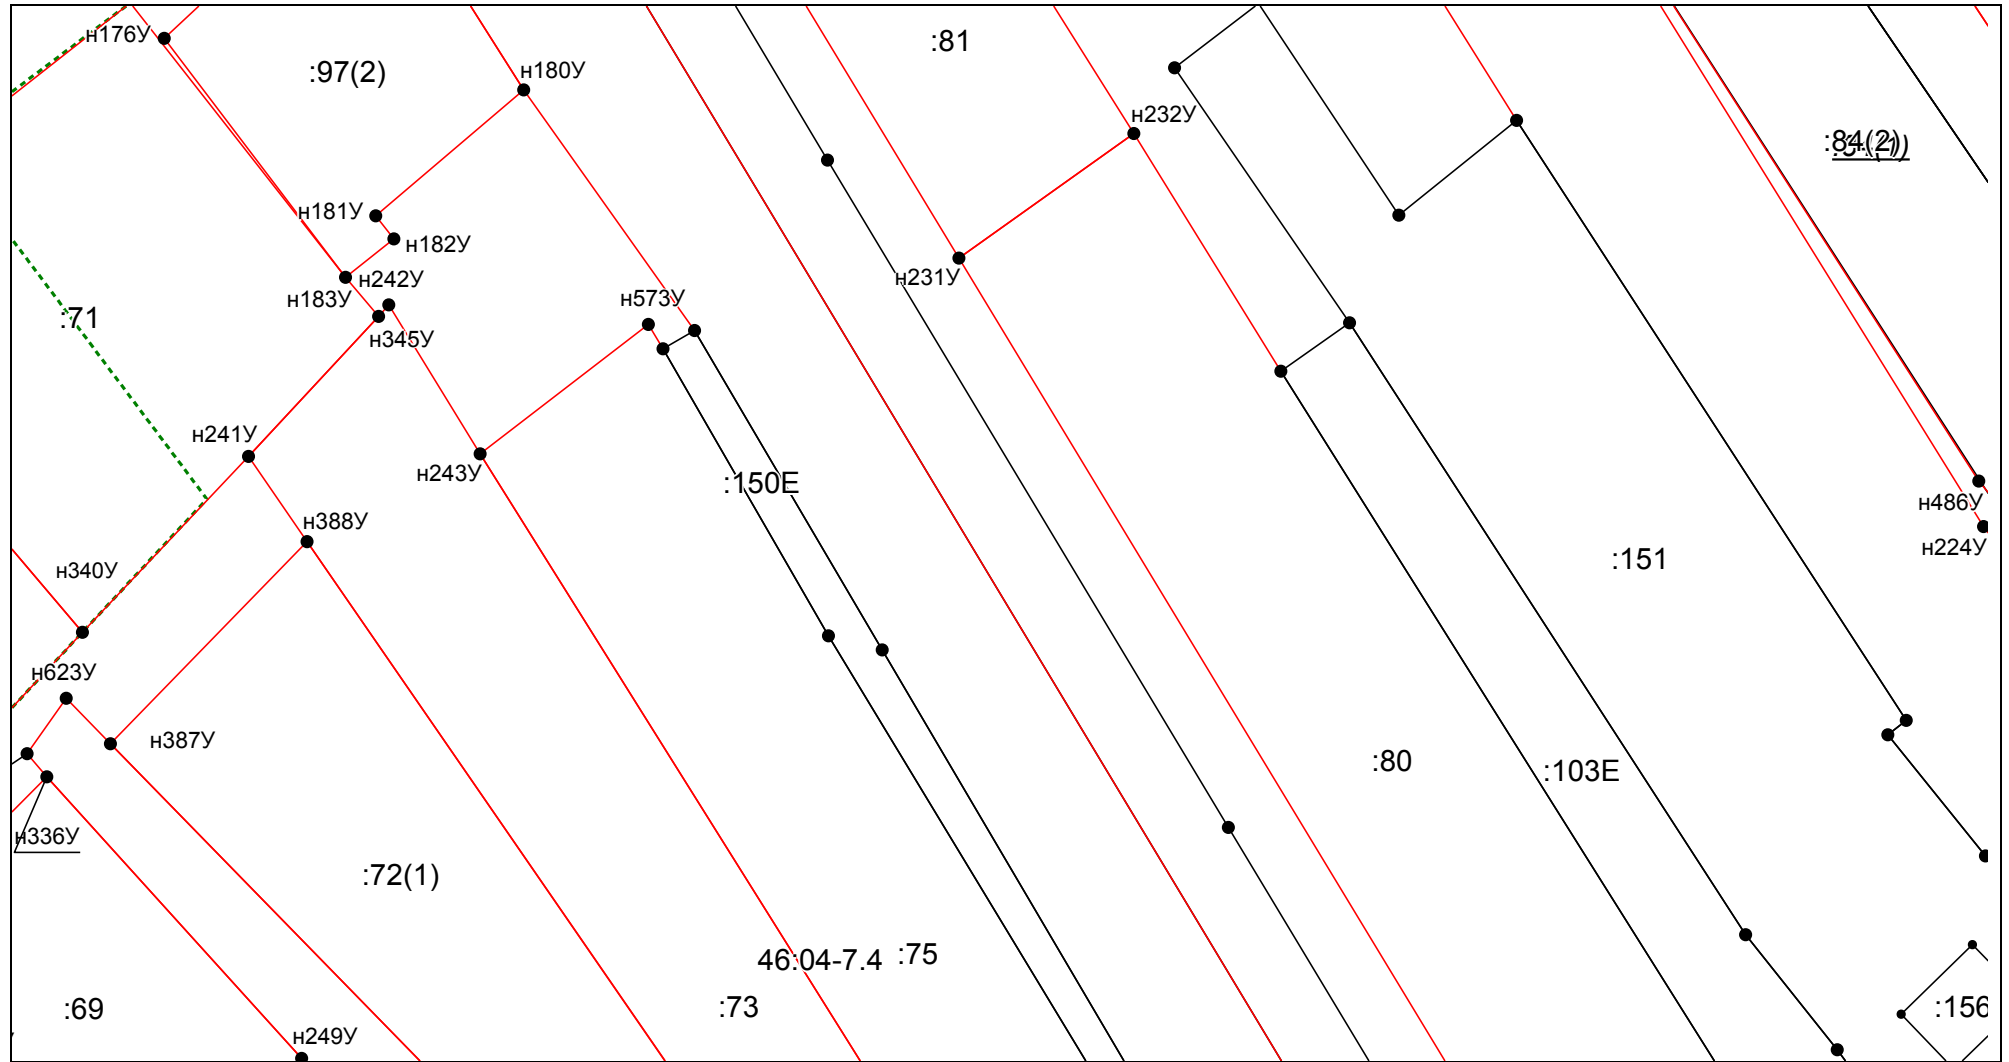 н176У
:97(2)
н180У
:81
н232У
:84(2)
н181У
н182У
н242У
н183У
н573У
н231У
:71
н345У
н241У
н243У
:150Е
н486У
н388У
н224У
:151
н340У
н623У
н387У
:80
:103Е
н336У
:72(1)
46:04-7.4
:75
:69
:73
:156
н249У